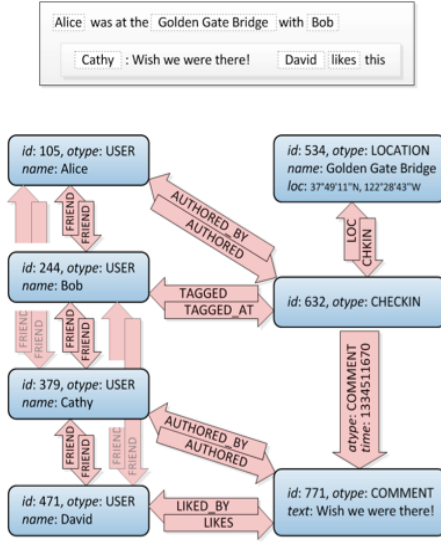 Alice was at the Golden Gate Bridge with Bob
Cathy : Wish we were there! David likes this
id: 105, otype: USER
name: Alice
id: 534, otype: LOCATION
name: Golden Gate Bridge
loc: 37°49'11"N, 122°28'43"W
AUTHORED_BY
AUTHORED
FRIEND
FRIEND
LOC
CHKIN
id: 244, otype: USER
name: Bob
TAGGED
TAGGED_AT
id: 632, otype: CHECKIN
FRIEND
FRIEND
FRIEND
FRIEND
atype: COMMENT
time: 1334511670
id: 379, otype: USER
name: Cathy
AUTHORED_BY
AUTHORED
FRIEND
FRIEND
FRIEND
FRIEND
id: 471, otype: USER
name: David
LIKED_BY
LIKES
id: 771, otype: COMMENT
text: Wish we were there!